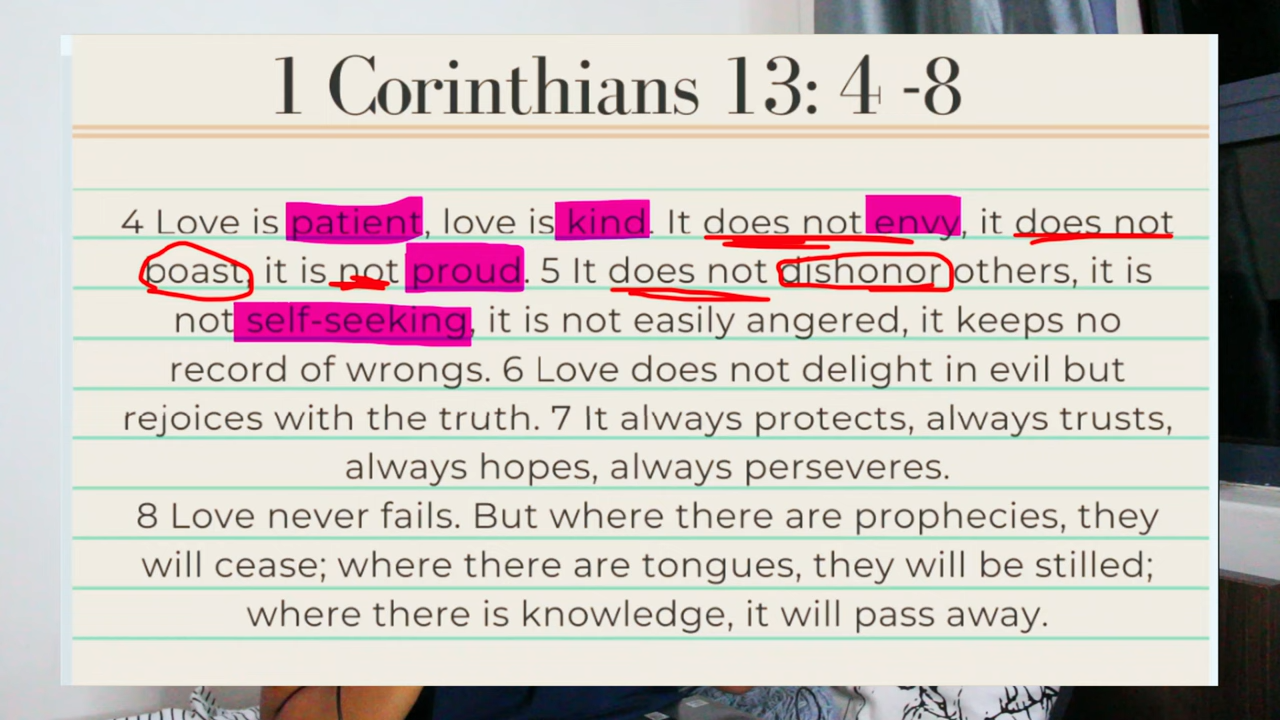 1 Corinthians 13: 4 -8
4 Love is patient, love is kind. It does not envy, it does not
boast, it is not proud. 5 It does not dishonor others, it is
not self-seeking, it is not easily angered, it keeps no
record of wrongs. 6 Love does not delight in evil but
rejoices with the truth. 7 It always protects, always trusts,
always hopes, always perseveres.
8 Love never fails. But where there are prophecies, they
will cease; where there are tongues, they will be stilled;
where there is knowledge, it will pass away.